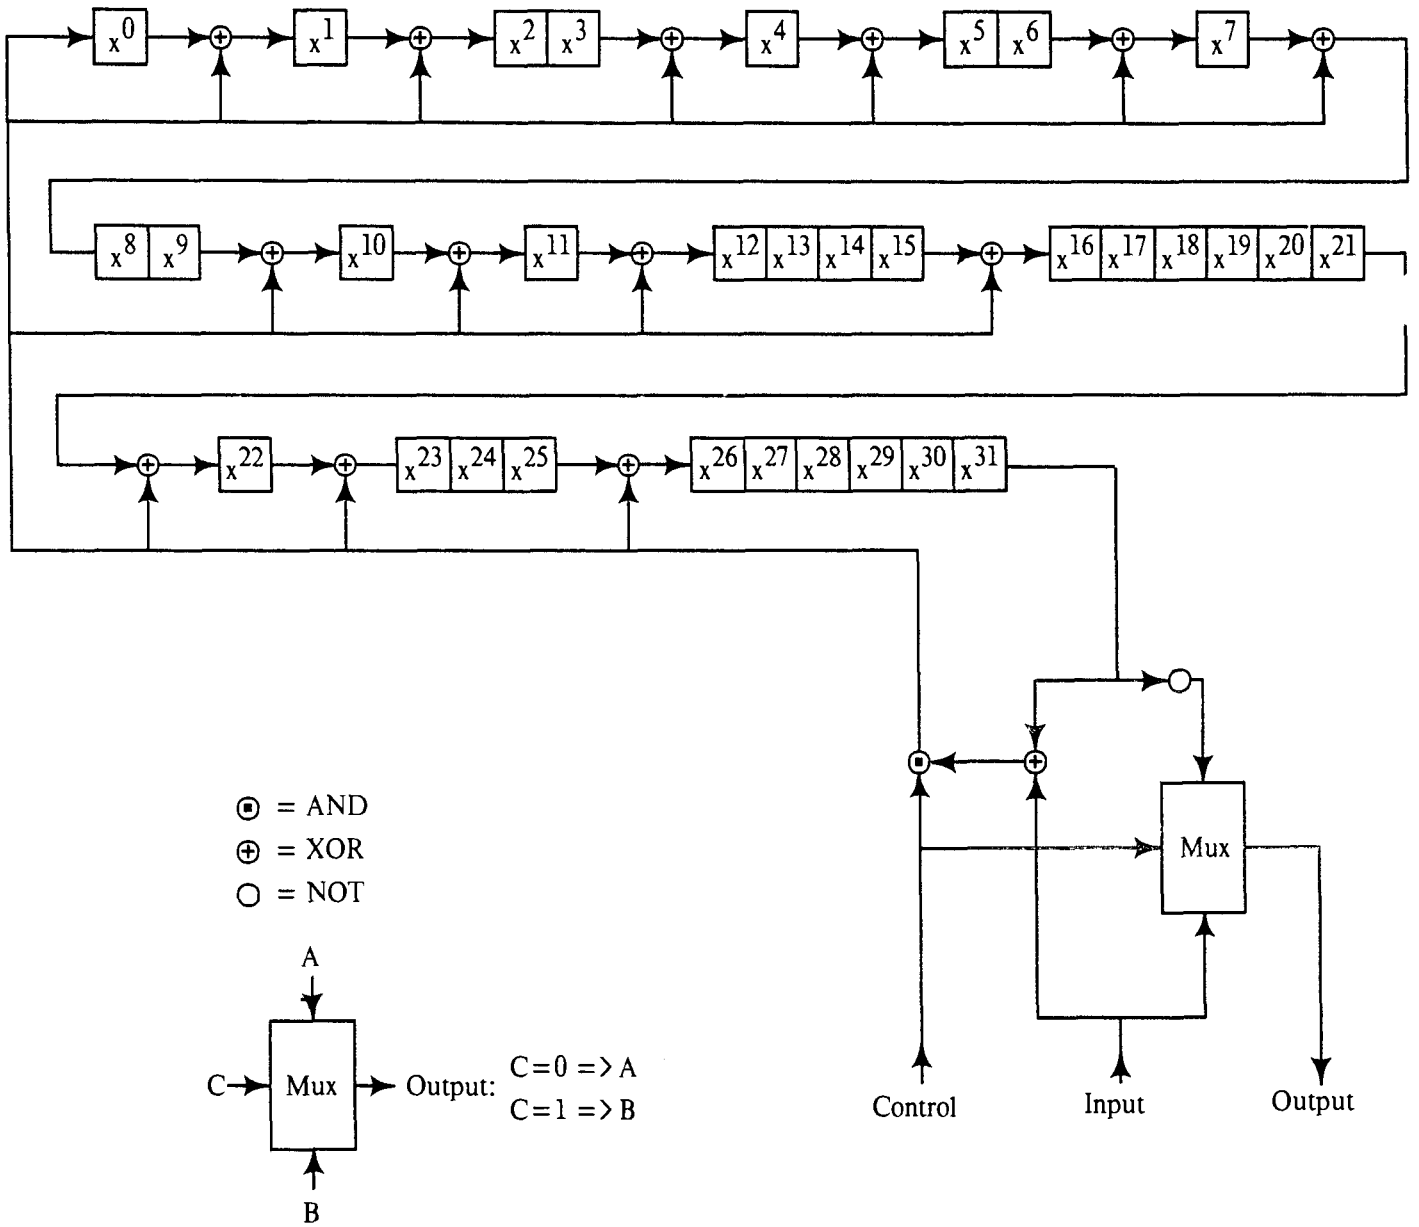 x⁰ x¹ x² x³ x⁴ x⁵ x⁶ x⁷
x⁸ x⁹ x¹⁰ x¹¹ x¹² x¹³ x¹⁴ x¹⁵ x¹⁶ x¹⁷ x¹⁸ x¹⁹ x²⁰ x²¹
x²² x²³ x²⁴ x²⁵ x²⁶ x²⁷ x²⁸ x²⁹ x³⁰ x³¹
= AND
= XOR
= NOT
Mux
A
C
Mux
Output:
C=0 => A
C=1 => B
B
Control
Input
Output